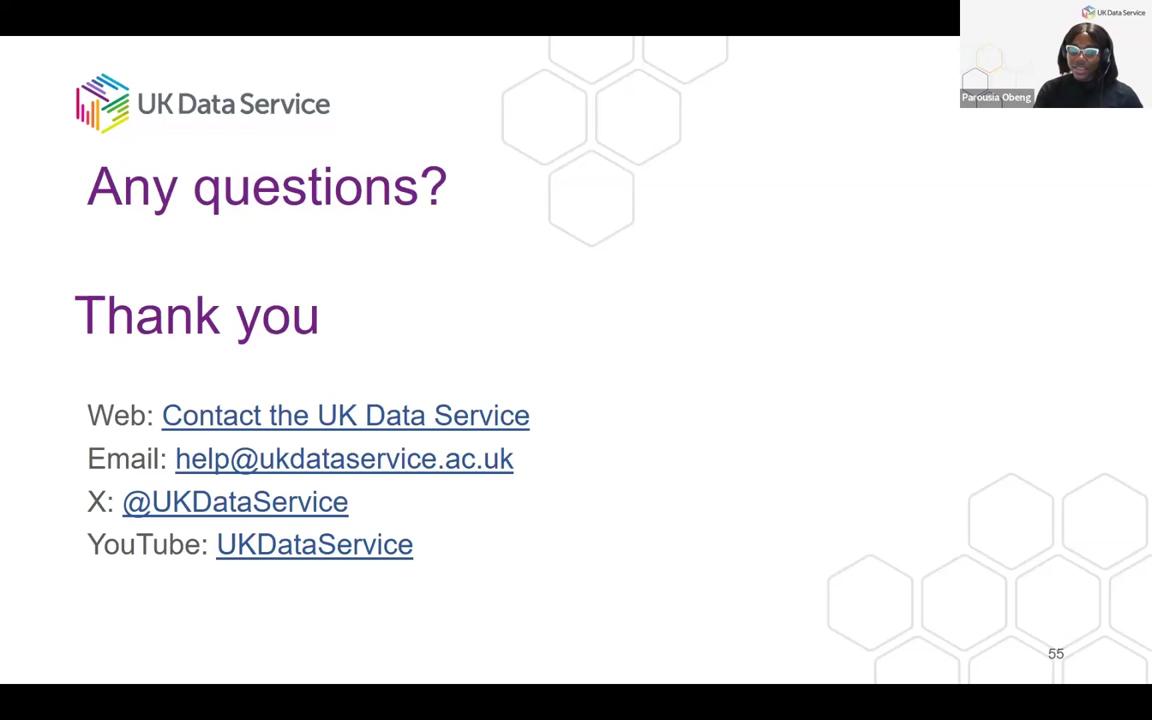 UK Data Service
Parousia Obeng
UK Data Service
Any questions?
Thank you
Web: Contact the UK Data Service
Email: help@ukdataservice.ac.uk
X: @UKDataService
YouTube: UKDataService
55